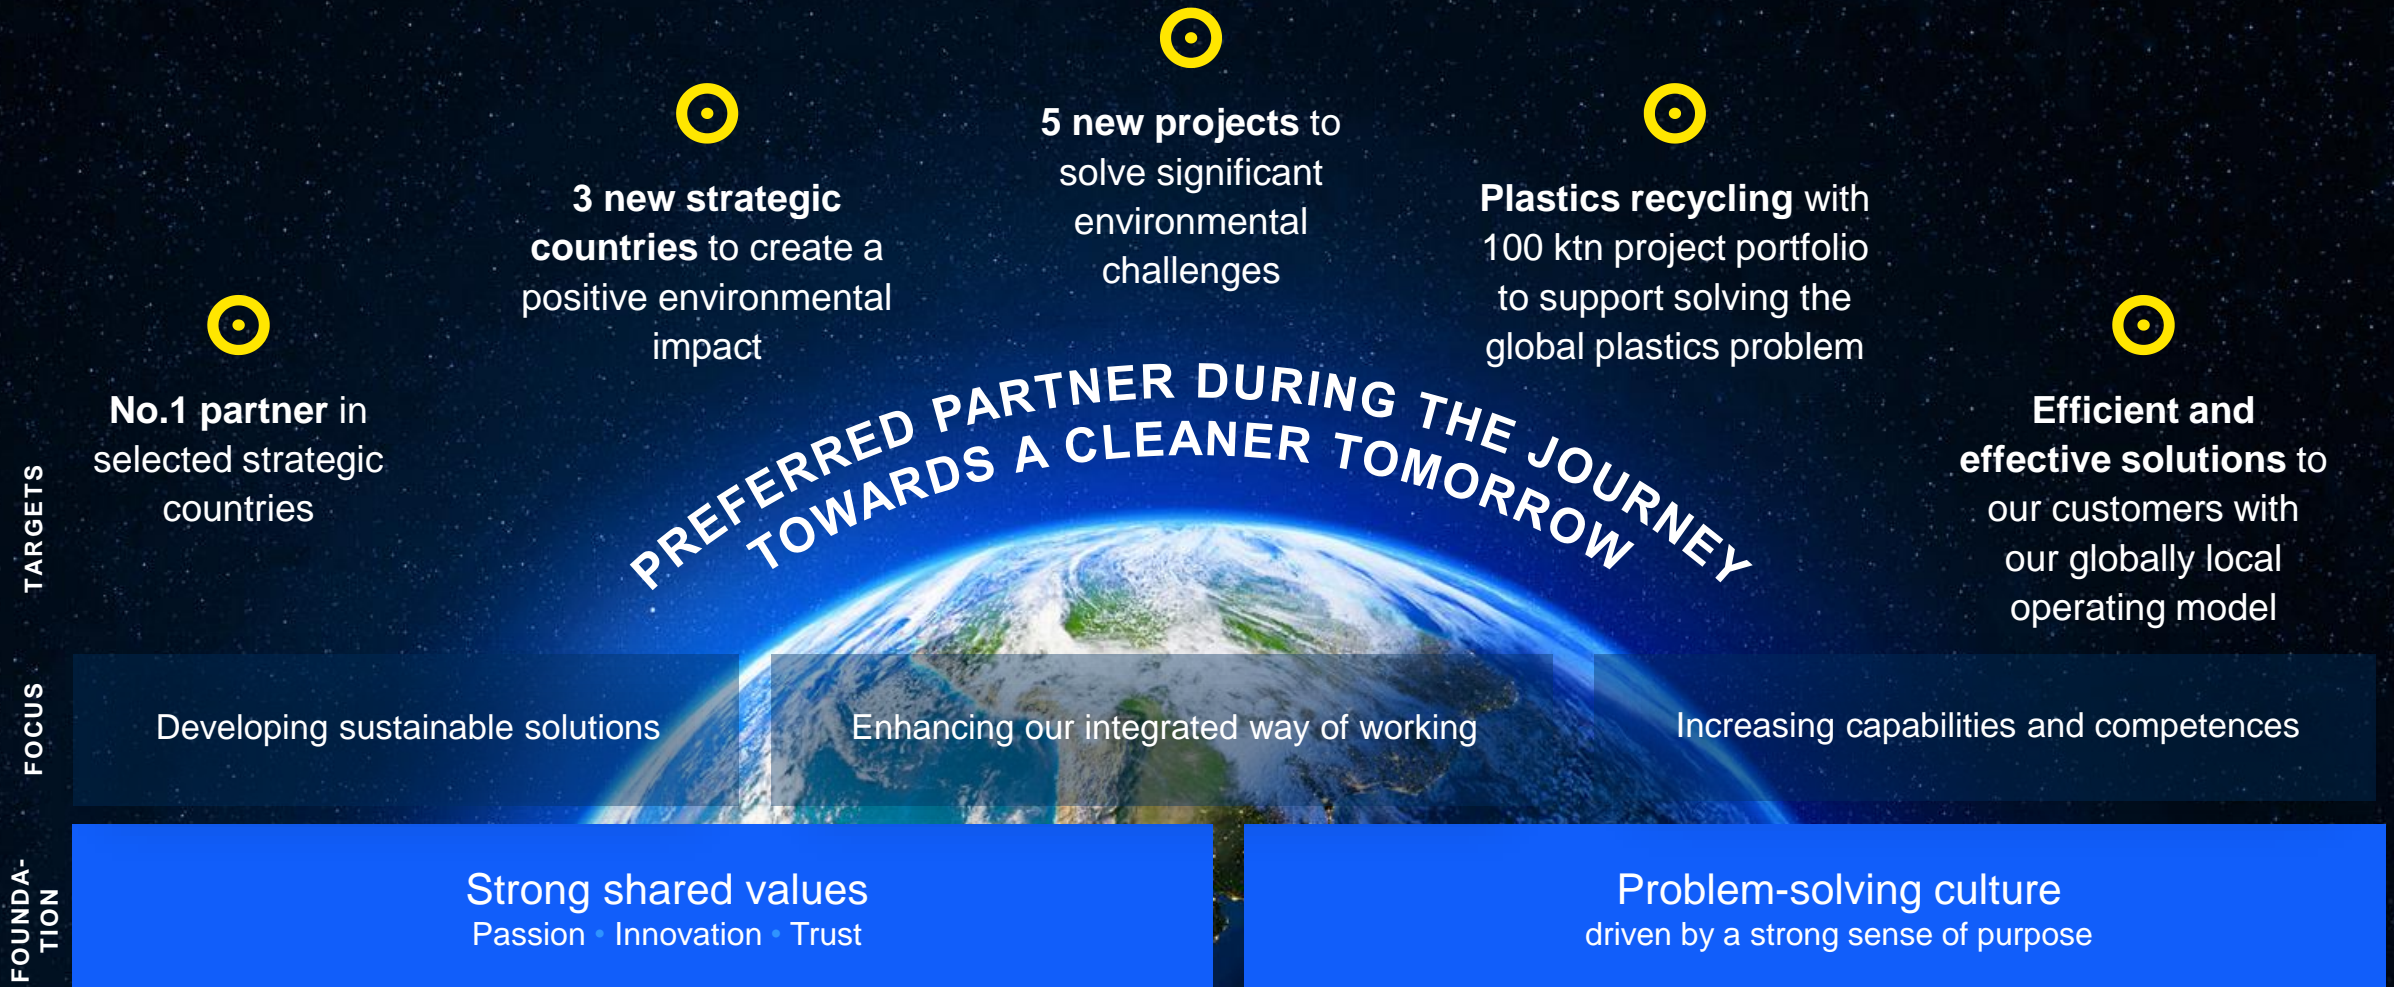 5 new projects to
solve significant
environmental
challenges
3 new strategic
countries to create a
positive environmental
impact
Plastics recycling with
100 ktn project portfolio
to support solving the
global plastics problem
No.1 partner in
selected strategic
countries
Efficient and
effective solutions to
our customers with
our globally local
operating model
PREFERRED PARTNER DURING THE JOURNEY
TOWARDS A CLEANER TOMORROW
TARGETS
FOCUS
Developing sustainable solutions
Enhancing our integrated way of working
Increasing capabilities and competences
FOUNDA-
TION
Strong shared values
Passion • Innovation • Trust
Problem-solving culture
driven by a strong sense of purpose